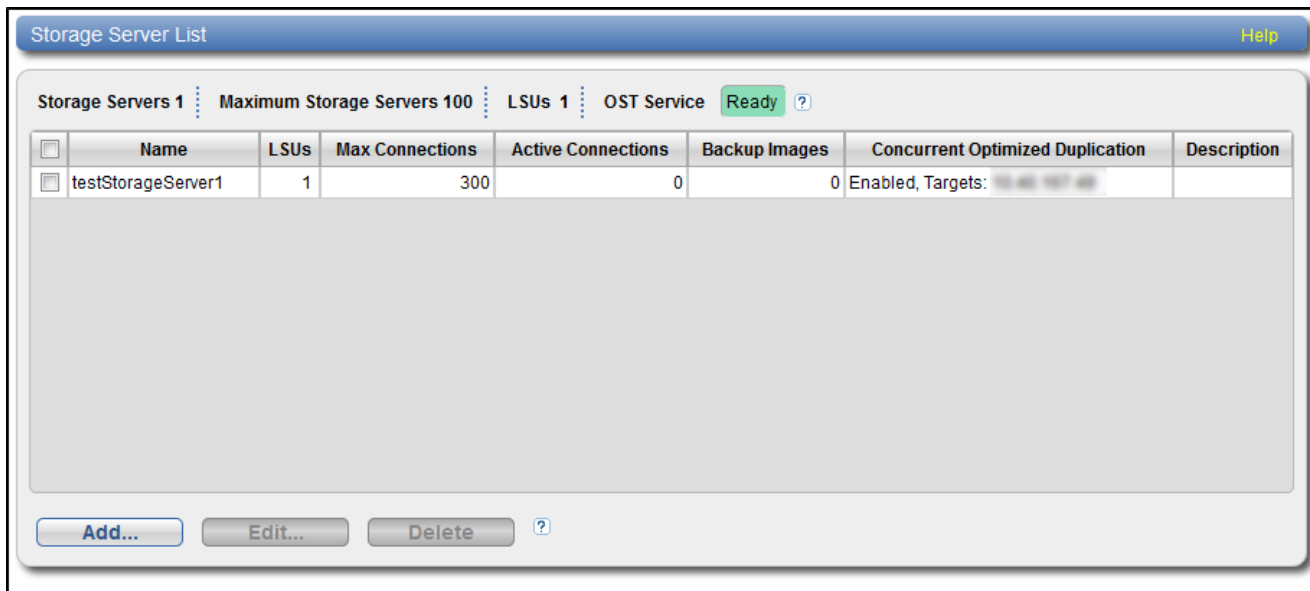 Storage Server List Help
Storage Servers 1 Maximum Storage Servers 100 LSUs 1 OST Service Ready ?
Name LSUs Max Connections Active Connections Backup Images Concurrent Optimized Duplication Description
testStorageServer1 1 300 0 0 Enabled, Targets:
Add... Edit... Delete ?